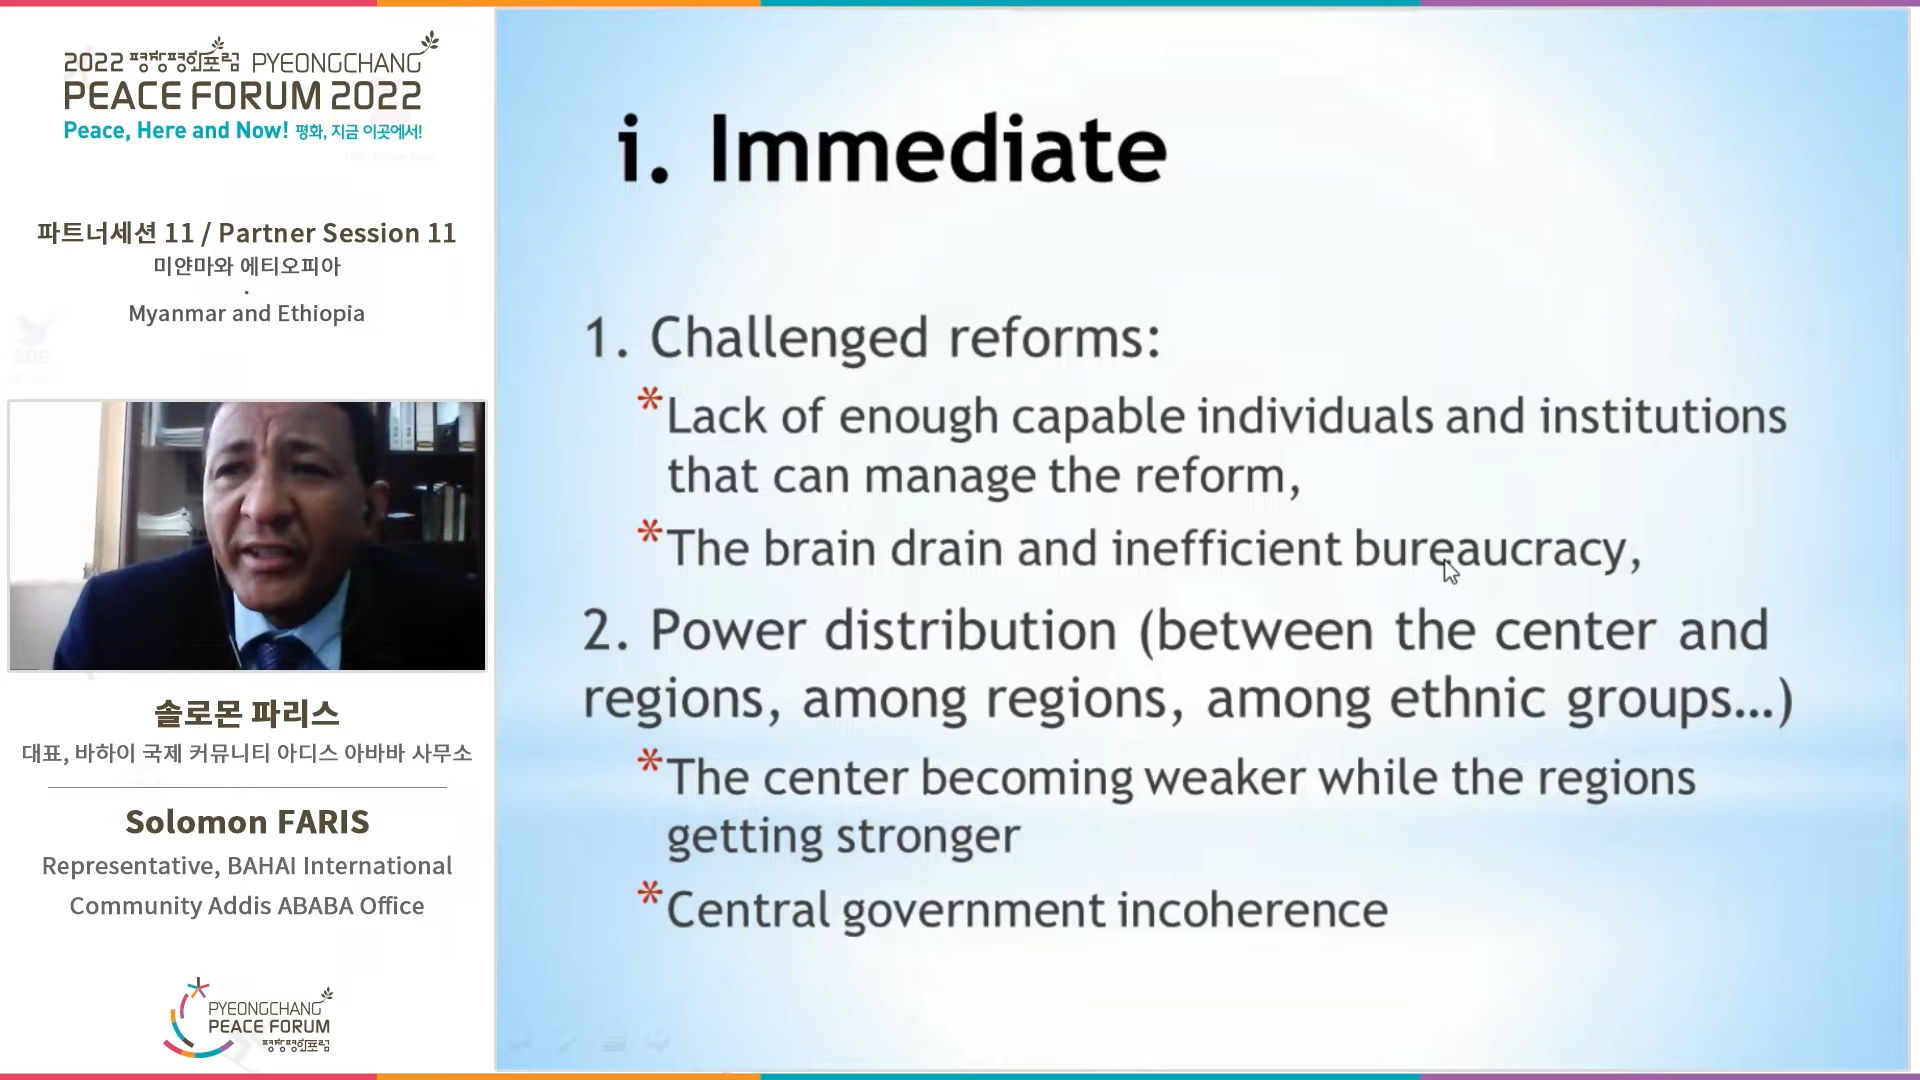 2022 평창평화포럼 PYEONGCHANG
PEACE FORUM 2022
Peace, Here and Now! 평화, 지금 이곳에서!
파트너세션 11 / Partner Session 11
미얀마와 에티오피아
·
Myanmar and Ethiopia
솔로몬 파리스
대표, 바하이 국제 커뮤니티 아디스 아바바 사무소
Solomon FARIS
Representative, BAHAI International
Community Addis ABABA Office
PYEONGCHANG
PEACE FORUM
평창평화포럼
i. Immediate
1. Challenged reforms:
*Lack of enough capable individuals and institutions
that can manage the reform,
*The brain drain and inefficient bureaucracy,
2. Power distribution (between the center and
regions, among regions, among ethnic groups…)
*The center becoming weaker while the regions
getting stronger
*Central government incoherence